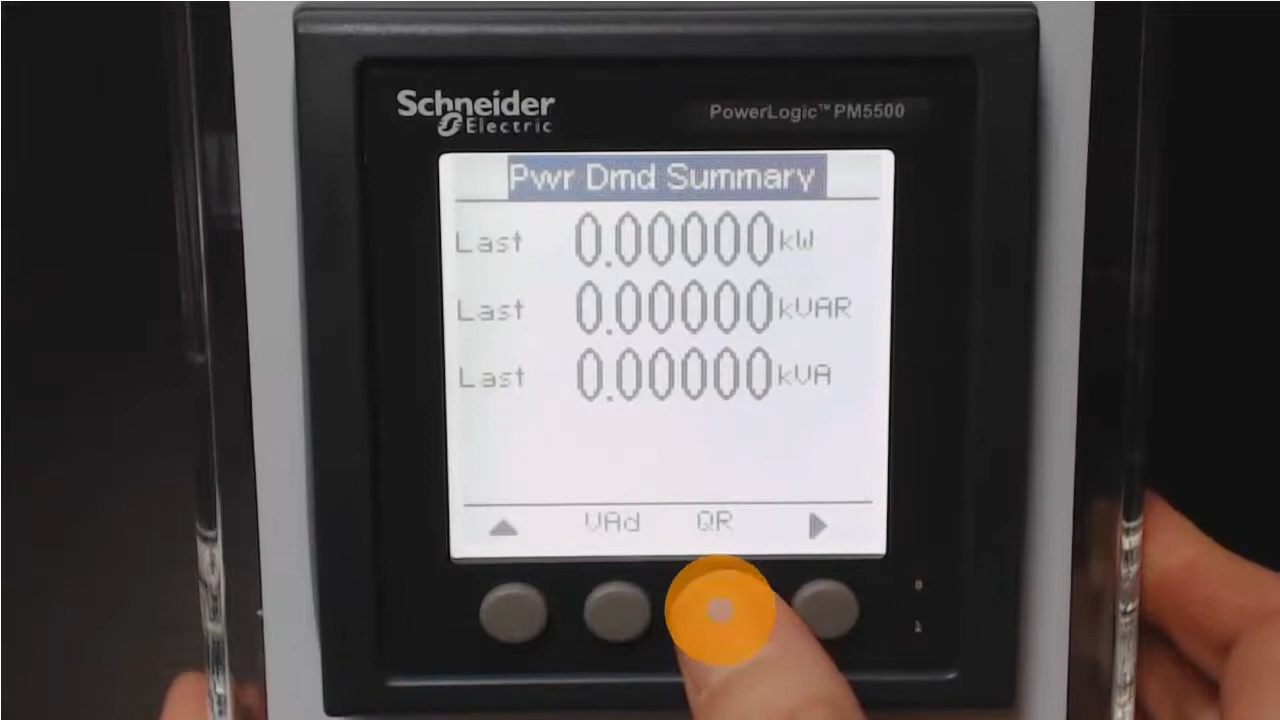 Schneider
Electric
PowerLogic™ PM5500
Pwr Dmd Summary
Last 0.00000 kW
Last 0.00000 kVAR
Last 0.00000 kVA
VAd QR